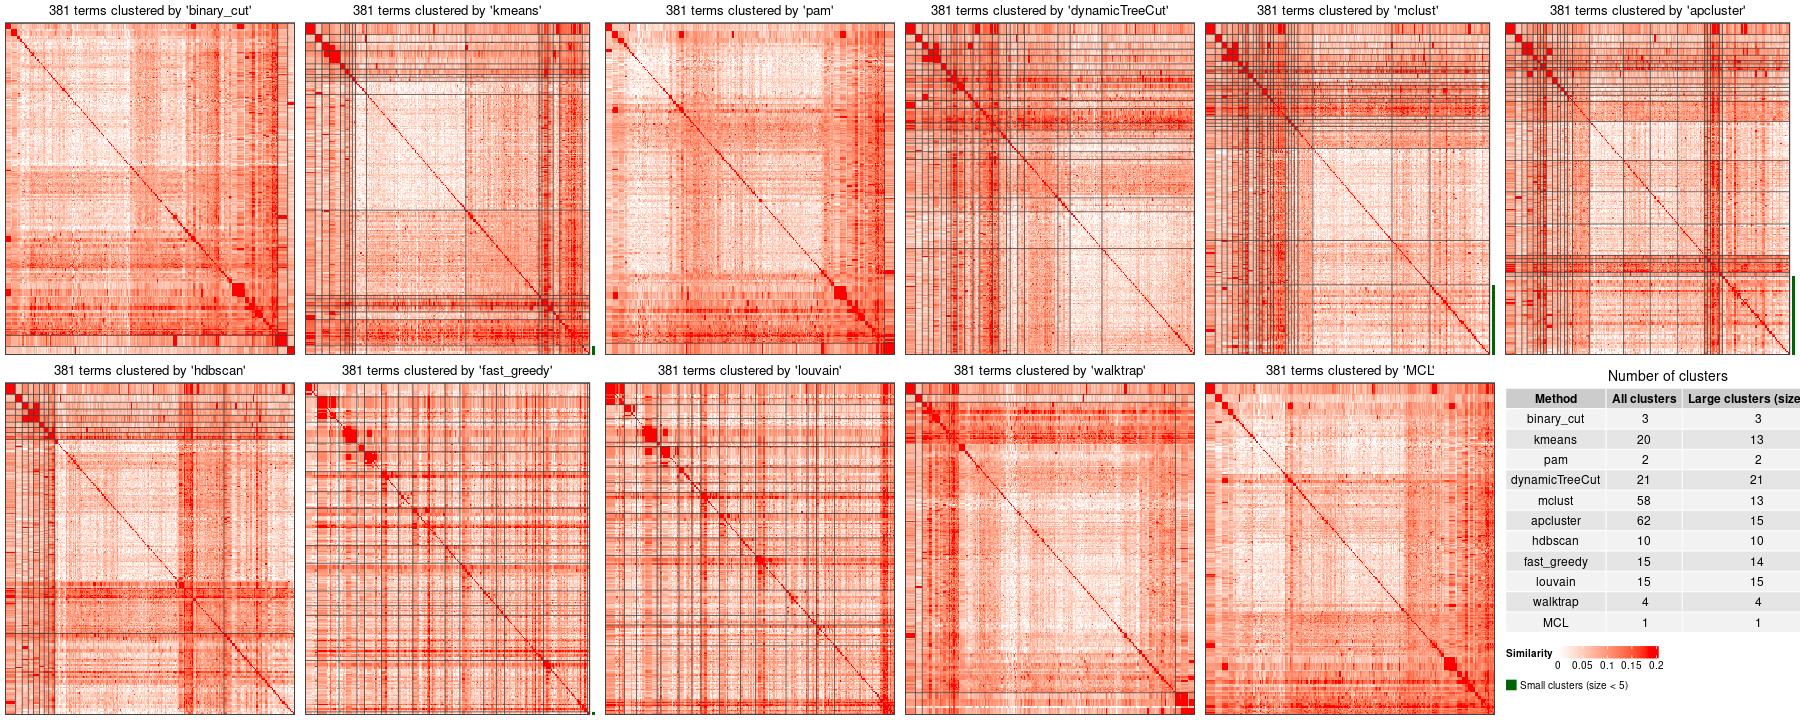 381 terms clustered by 'binary_cut'
381 terms clustered by 'kmeans'
381 terms clustered by 'pam'
381 terms clustered by 'dynamicTreeCut'
381 terms clustered by 'mclust'
381 terms clustered by 'apcluster'
381 terms clustered by 'hdbscan'
381 terms clustered by 'fast_greedy'
381 terms clustered by 'louvain'
381 terms clustered by 'walktrap'
381 terms clustered by 'MCL'
Number of clusters
Method All clusters Large clusters (size
binary_cut 3 3
kmeans 20 13
pam 2 2
dynamicTreeCut 21 21
mclust 58 13
apcluster 62 15
hdbscan 10 10
fast_greedy 15 14
louvain 15 15
walktrap 4 4
MCL 1 1
Similarity
0 0.05 0.1 0.15 0.2
Small clusters (size < 5)